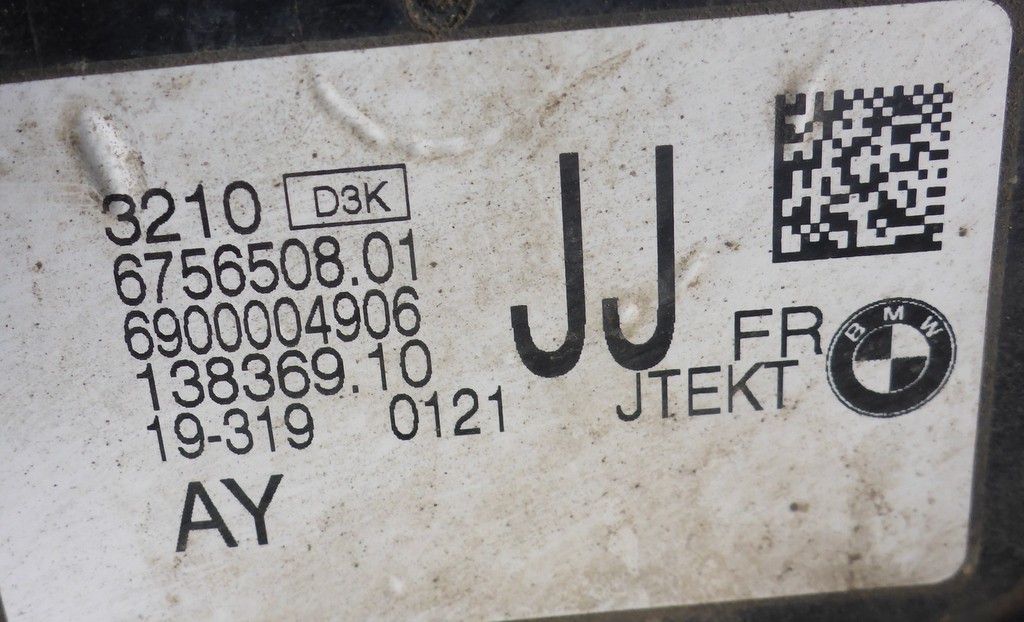 3210 D3K
6756508.01
6900004906
138369.10
19-319 0121
AY
JJ
FR
JTEKT
BMW